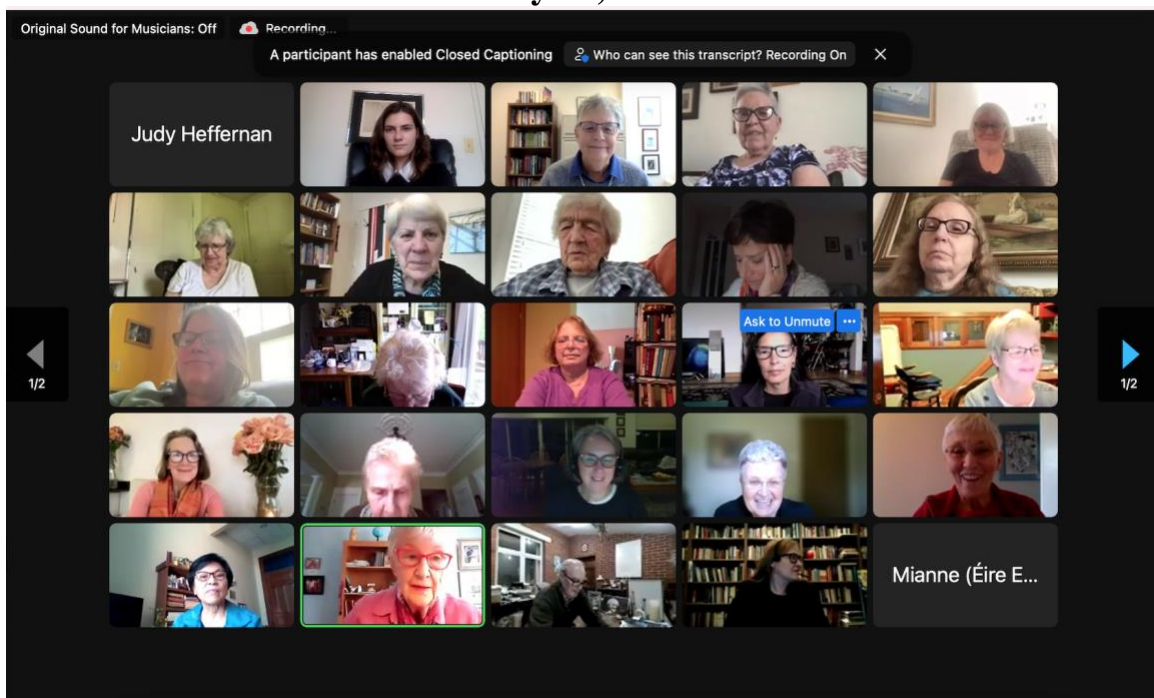 Original Sound for Musicians: Off
Recording...
A participant has enabled Closed Captioning
Who can see this transcript? Recording On
Judy Heffernan
Ask to Unmute ...
1/2
1/2
Mianne (Éire E...